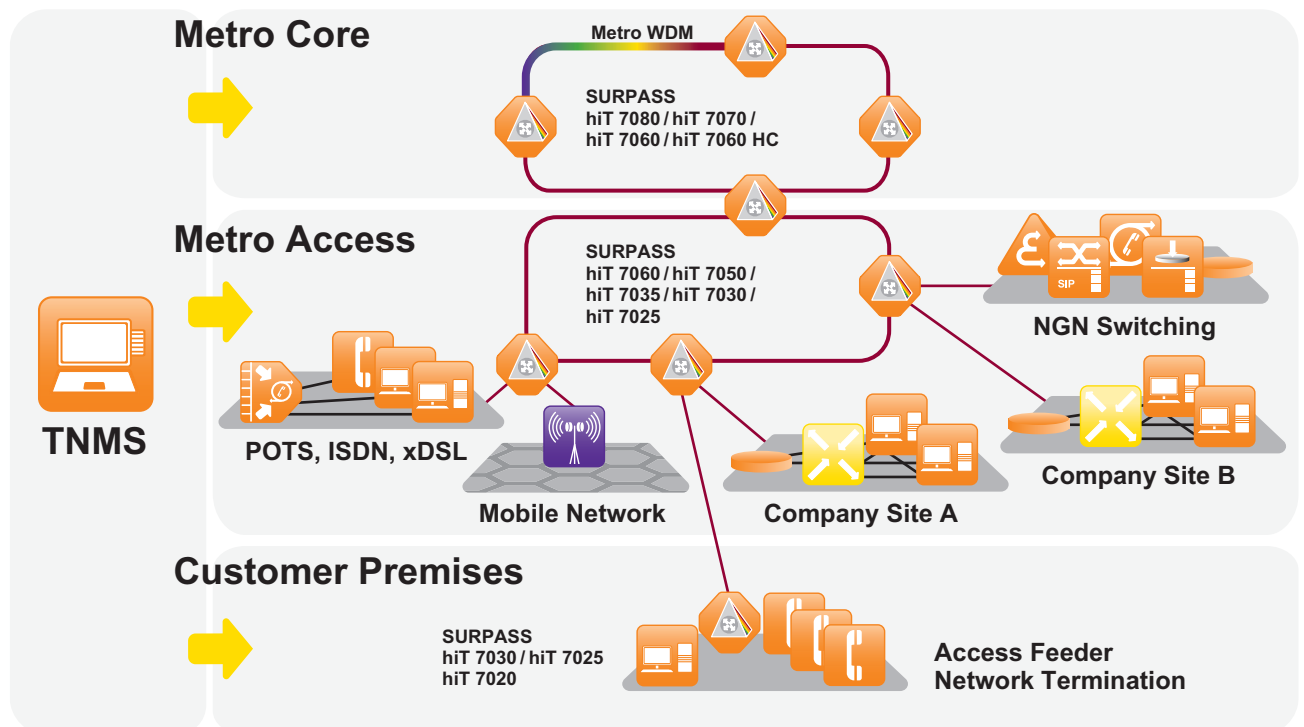 Metro Core
Metro WDM
SURPASS
hiT 7080 / hiT 7070 /
hiT 7060 / hiT 7060 HC
Metro Access
SURPASS
hiT 7060 / hiT 7050 /
hiT 7035 / hiT 7030 /
hiT 7025
SIP
NGN Switching
TNMS
POTS, ISDN, xDSL
Mobile Network
Company Site A
Company Site B
Customer Premises
SURPASS
hiT 7030 / hiT 7025
hiT 7020
Access Feeder
Network Termination